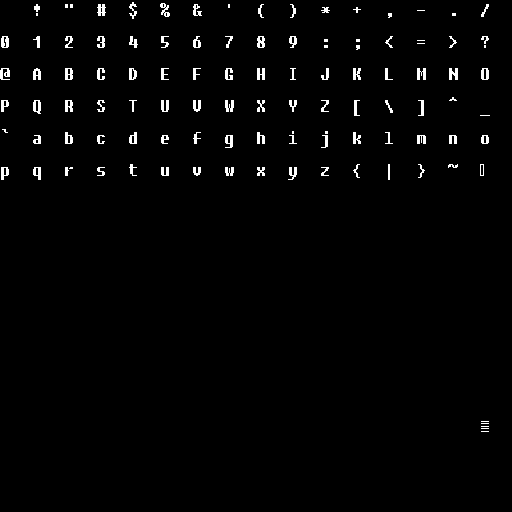 ! " # $ % & ' ( ) * + , - . /
0 1 2 3 4 5 6 7 8 9 : ; < = > ?
@ A B C D E F G H I J K L M N O
P Q R S T U V W X Y Z [ \ ] ^ _
` a b c d e f g h i j k l m n o
p q r s t u v w x y z { | } ~ ▯